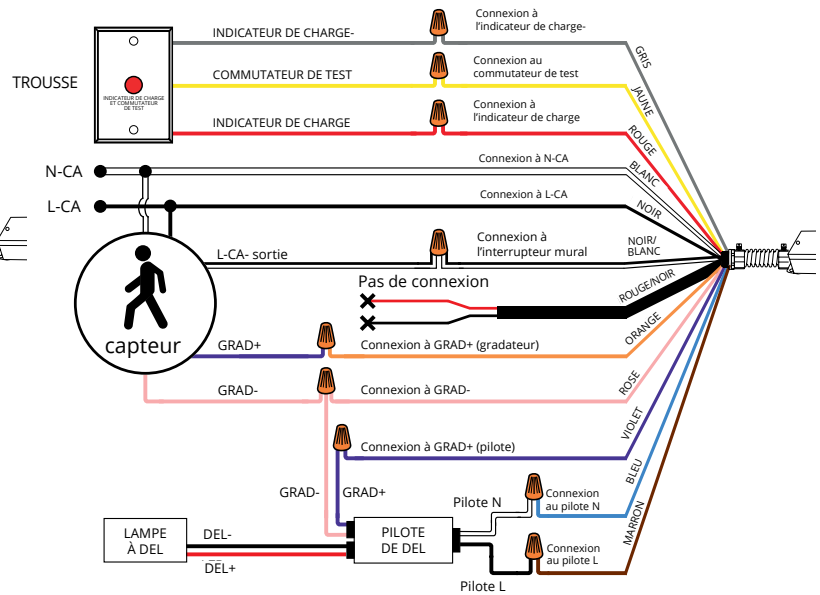 INDICATEUR DE CHARGE-
Connexion à
l'indicateur de charge-
GRIS
TROUSSE
INDICATEUR DE CHARGE
ET COMMUTATEUR
DE TEST
COMMUTATEUR DE TEST
Connexion au
commutateur de test
JAUNE
INDICATEUR DE CHARGE
Connexion à
l'indicateur de charge
ROUGE
N-CA
Connexion à N-CA
BLANC
L-CA
Connexion à L-CA
NOIR
L-CA- sortie
Connexion à
l'interrupteur mural
NOIR/
BLANC
Pas de connexion
ROUGE/NOIR
capteur
GRAD+
Connexion à GRAD+ (gradateur)
ORANGE
GRAD-
Connexion à GRAD-
ROSE
Connexion à GRAD+ (pilote)
VIOLET
GRAD-
GRAD+
Pilote N
Connexion
au pilote N
BLEU
LAMPE
À DEL
DEL-
DEL+
PILOTE
DE DEL
Pilote L
Connexion
au pilote L
MARRON